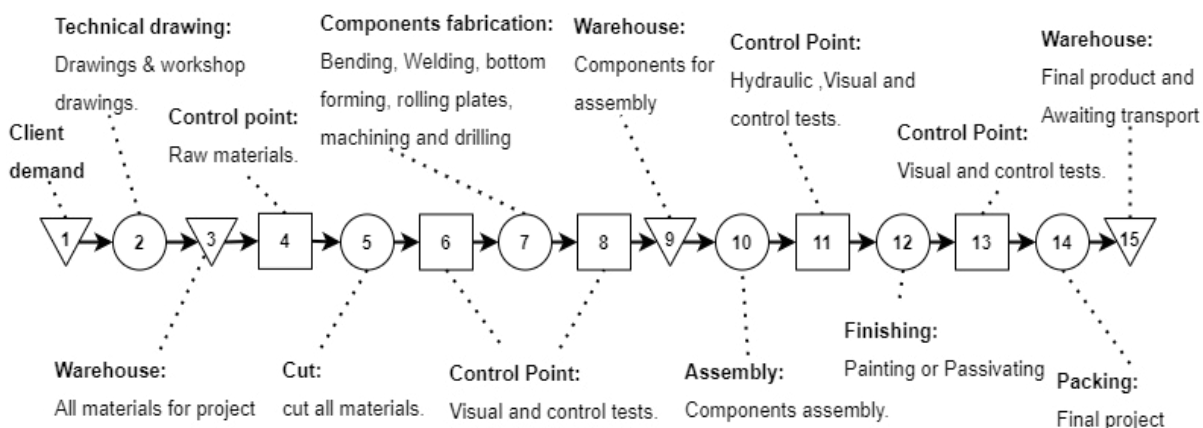 Technical drawing:
Drawings & workshop
drawings.
Components fabrication:
Bending, Welding, bottom
forming, rolling plates,
machining and drilling
Warehouse:
Components for
assembly
Control Point:
Hydraulic ,Visual and
control tests.
Warehouse:
Final product and
Awaiting transport
Client
demand
Control point:
Raw materials.
Control Point:
Visual and control tests.
1 2 3 4 5 6 7 8 9 10 11 12 13 14 15
Warehouse:
All materials for project
Cut:
cut all materials.
Control Point:
Visual and control tests.
Assembly:
Components assembly.
Finishing:
Painting or Passivating
Packing:
Final project